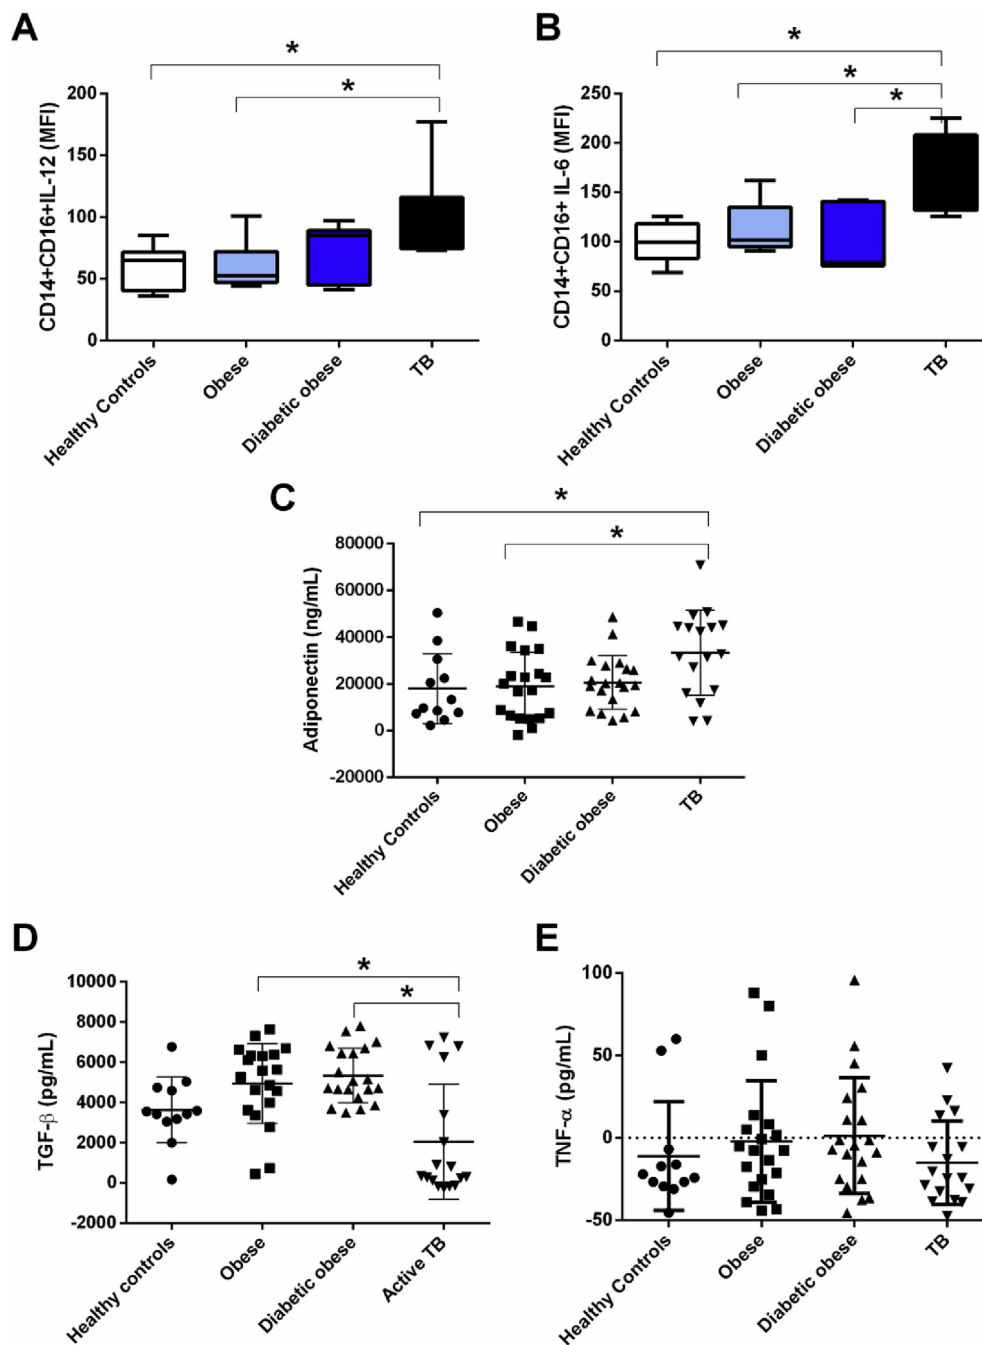 A
*
*
CD14+CD16+IL-12 (MFI)
200
150
100
50
0
Healthy Controls
Obese
Diabetic obese
TB
B
*
*
*
CD14+CD16+ IL-6 (MFI)
250
200
150
100
50
0
Healthy Controls
Obese
Diabetic obese
TB
C
*
*
Adiponectin (ng/mL)
80000
60000
40000
20000
0
-20000
Healthy Controls
Obese
Diabetic obese
TB
D
*
*
TGF-β (pg/mL)
10000
8000
6000
4000
2000
0
-2000
Healthy controls
Obese
Diabetic obese
Active TB
E
TNF-α (pg/mL)
100
50
0
-50
Healthy Controls
Obese
Diabetic obese
TB